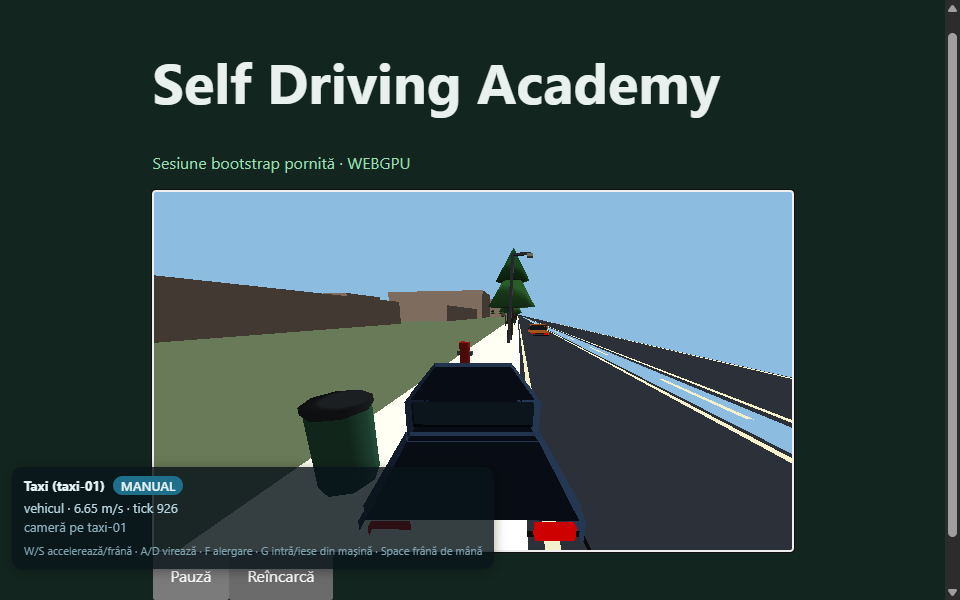 Self Driving Academy
Sesiune bootstrap pornită · WEBGPU
Taxi (taxi-01) MANUAL
vehicul · 6.65 m/s · tick 926
cameră pe taxi-01
W/S accelerează/frână · A/D virează · F alergare · G intră/iese din mașină · Space frână de mână
Pauză Reîncarcă